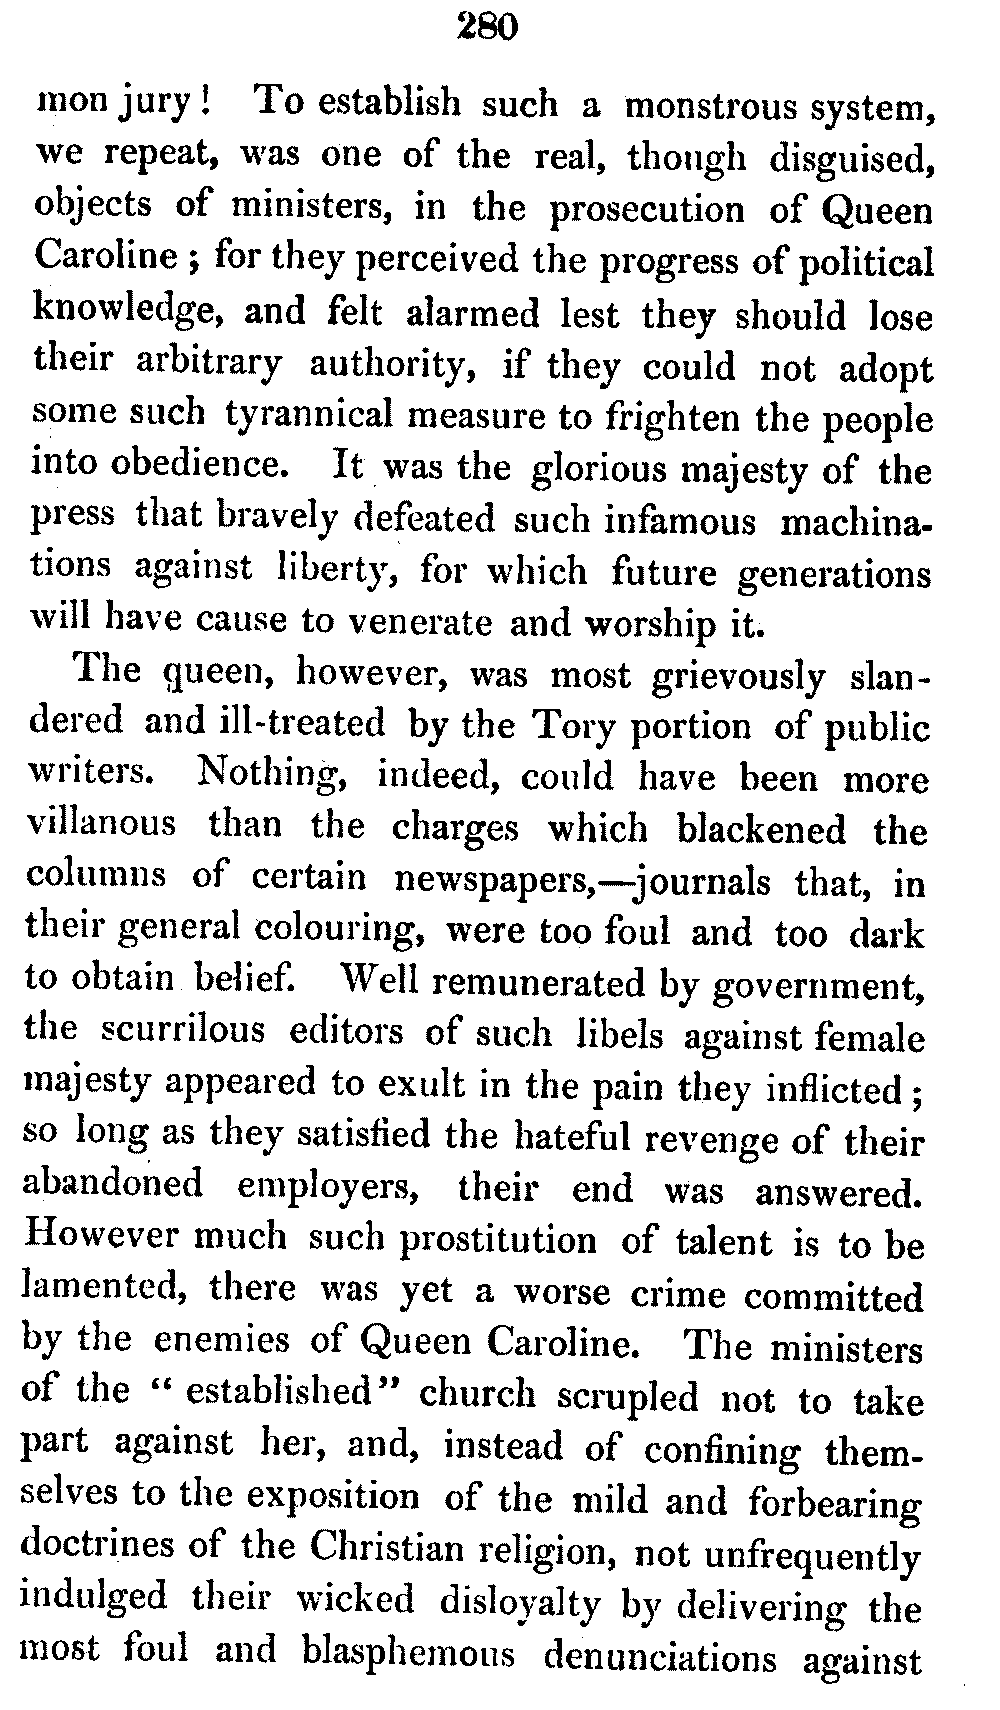 280
mon jury! To establish such a monstrous system,
we repeat, was one of the real, though disguised,
objects of ministers, in the prosecution of Queen
Caroline; for they perceived the progress of political
knowledge, and felt alarmed lest they should lose
their arbitrary authority, if they could not adopt
some such tyrannical measure to frighten the people
into obedience. It was the glorious majesty of the
press that bravely defeated such infamous machina-
tions against liberty, for which future generations
will have cause to venerate and worship it.
The queen, however, was most grievously slan-
dered and ill-treated by the Tory portion of public
writers. Nothing, indeed, could have been more
villanous than the charges which blackened the
columns of certain newspapers,—journals that, in
their general colouring, were too foul and too dark
to obtain belief. Well remunerated by government,
the scurrilous editors of such libels against female
majesty appeared to exult in the pain they inflicted;
so long as they satisfied the hateful revenge of their
abandoned employers, their end was answered.
However much such prostitution of talent is to be
lamented, there was yet a worse crime committed
by the enemies of Queen Caroline. The ministers
of the “ established” church scrupled not to take
part against her, and, instead of confining them-
selves to the exposition of the mild and forbearing
doctrines of the Christian religion, not unfrequently
indulged their wicked disloyalty by delivering the
most foul and blasphemous denunciations against